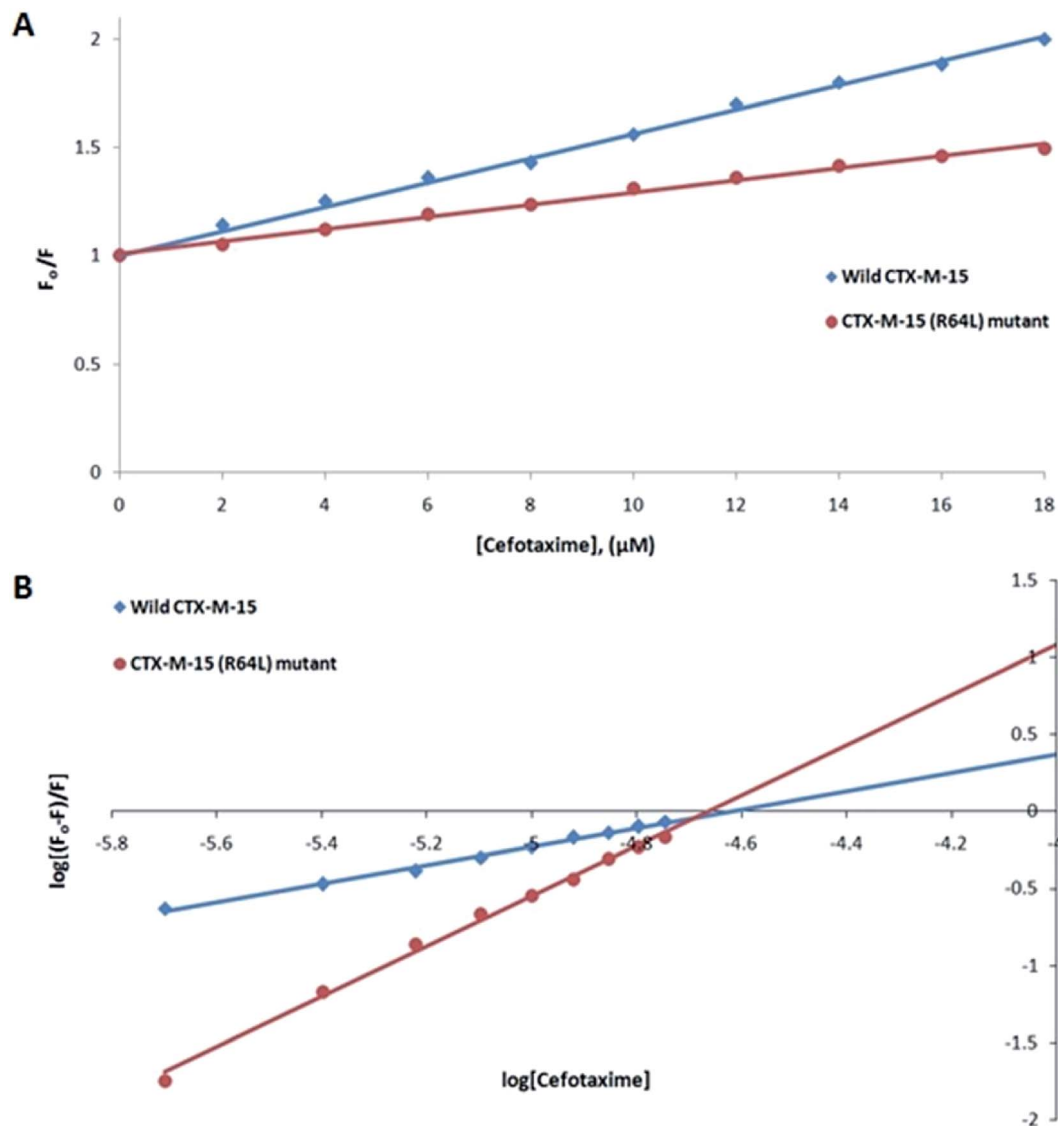 A
2
1.5
1
0.5
0
F₀/F
Wild CTX-M-15
CTX-M-15 (R64L) mutant
0 2 4 6 8 10 12 14 16 18
[Cefotaxime], (µM)
B
Wild CTX-M-15
CTX-M-15 (R64L) mutant
1.5
1
0.5
0
-5.8 -5.6 -5.4 -5.2 -5 -4.8 -4.6 -4.4 -4.2
-0.5
-1
-1.5
-2
log[(F₀-F)/F]
log[Cefotaxime]